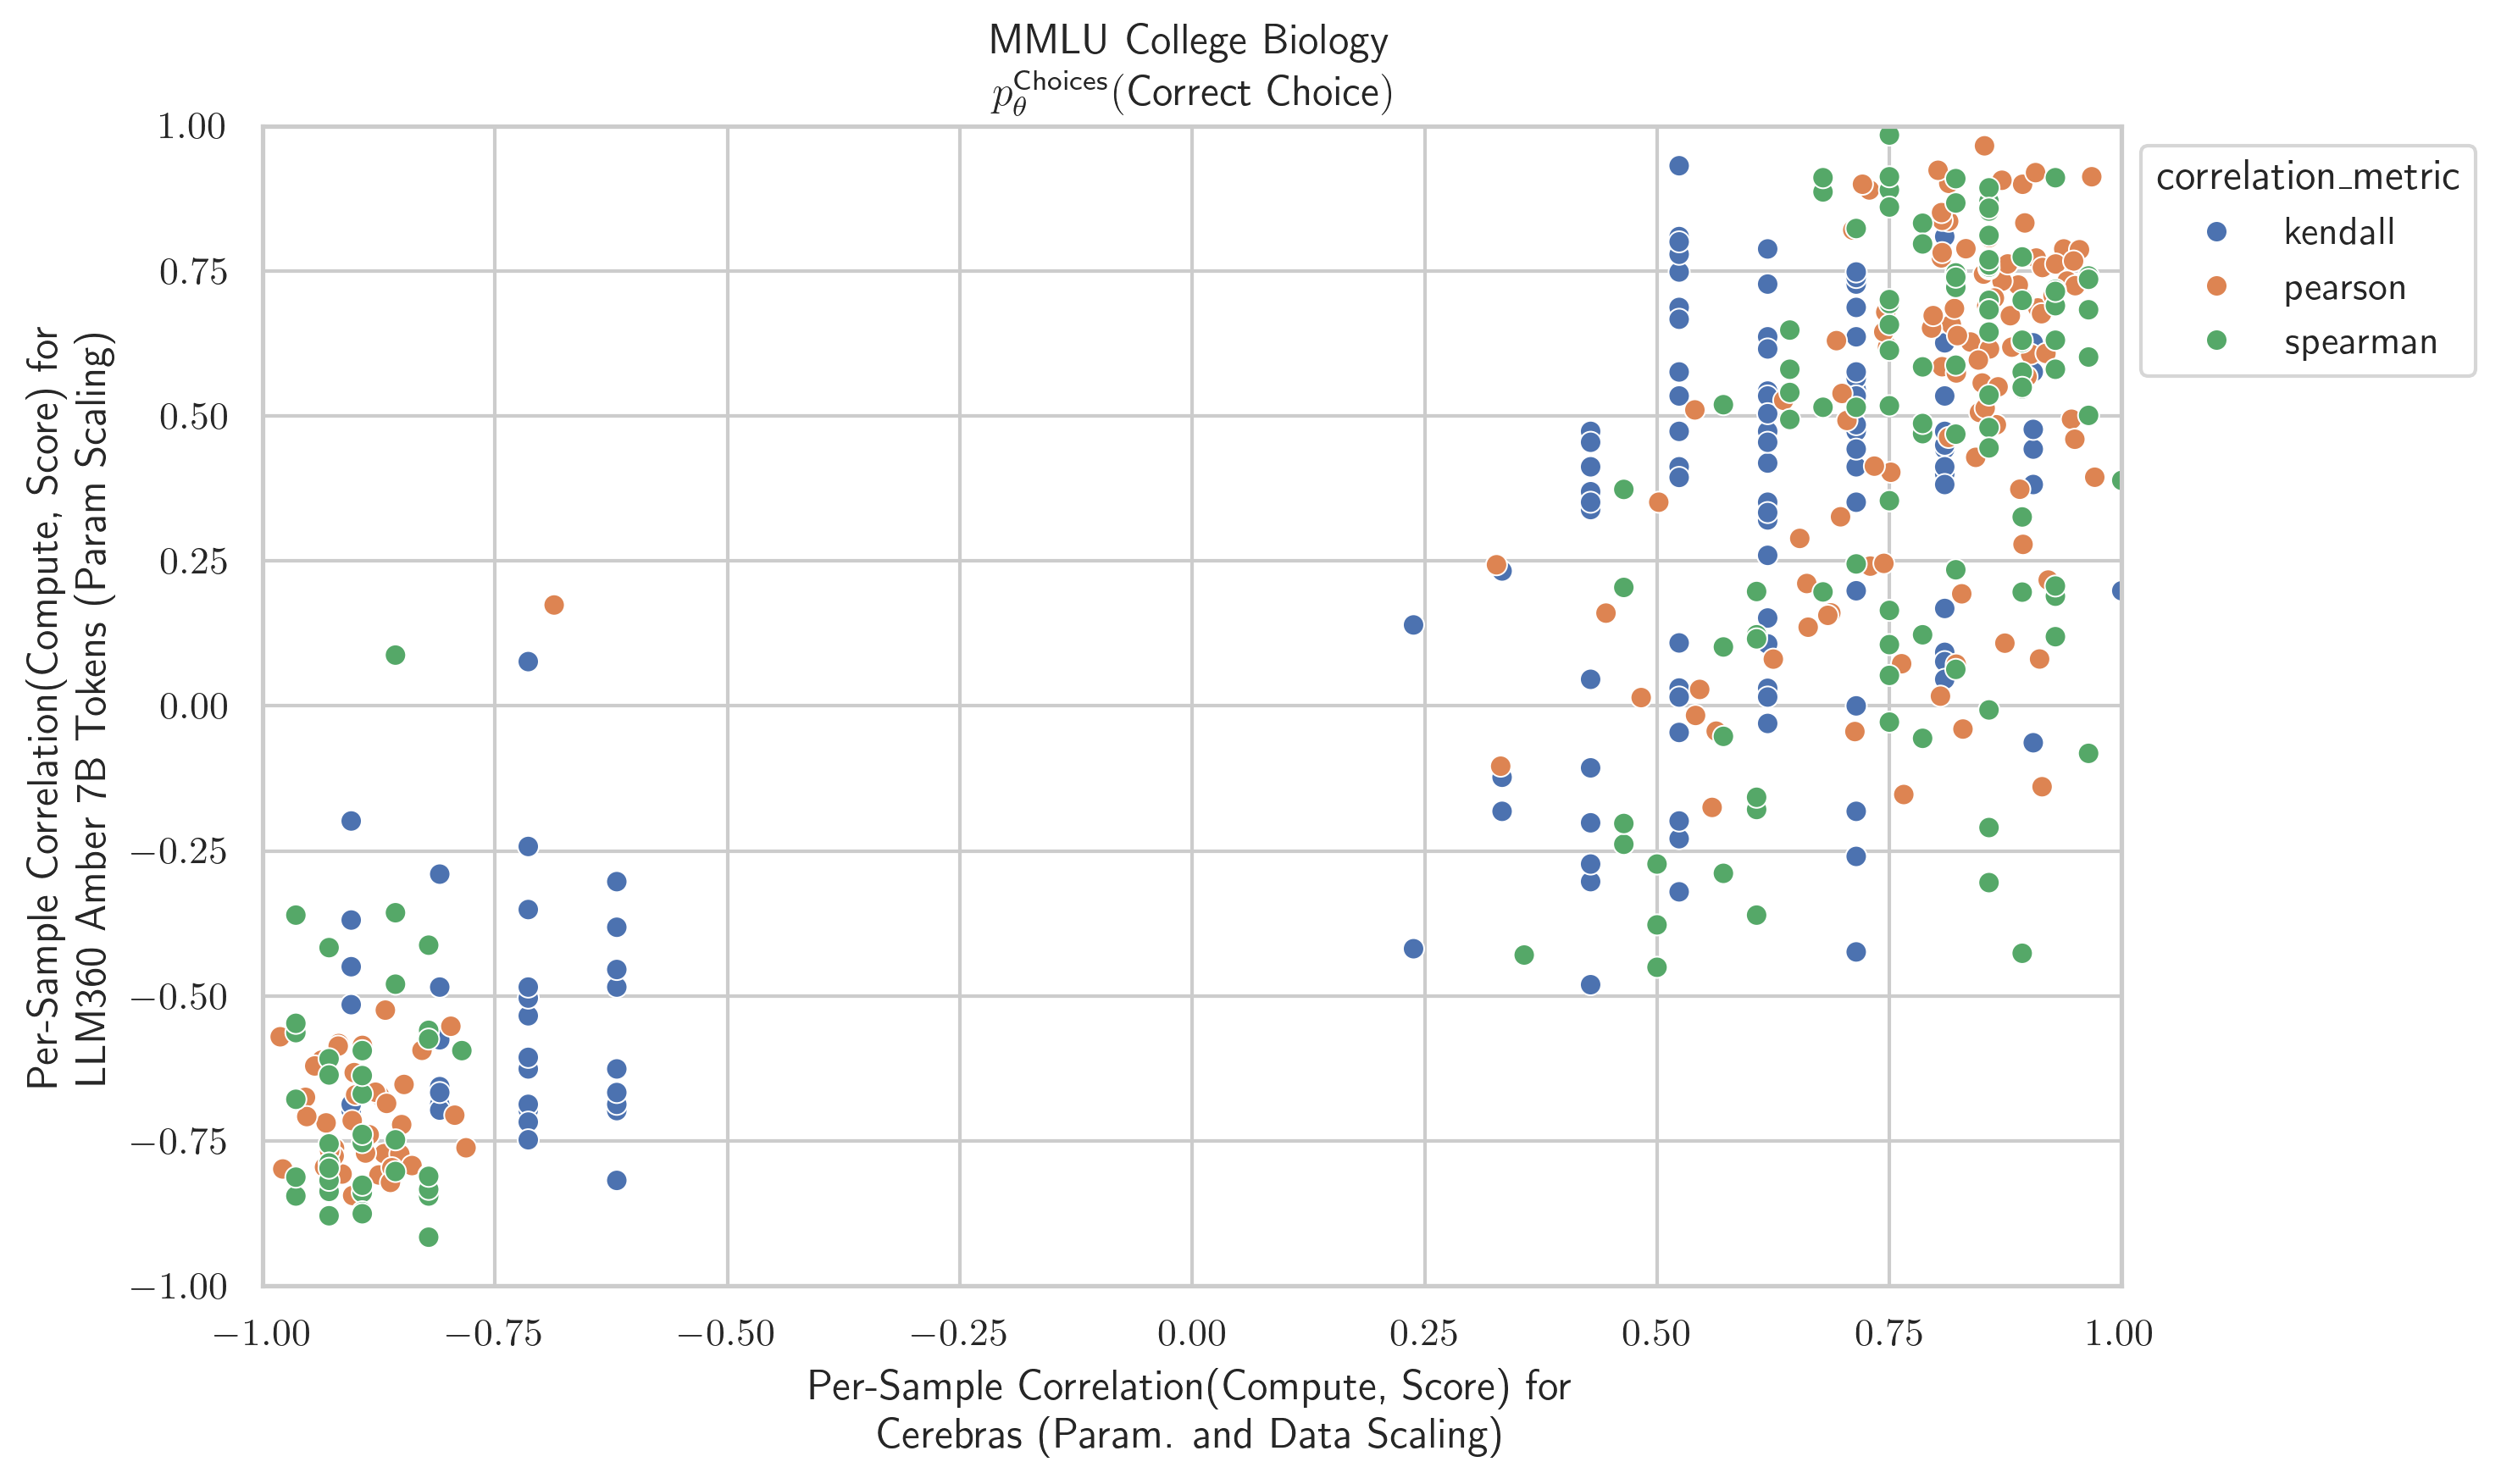 MMLU College Biology
p_θ^Choices(Correct Choice)
1.00
0.75
0.50
0.25
0.00
−0.25
−0.50
−0.75
−1.00
Per-Sample Correlation(Compute, Score) for
LLM360 Amber 7B Tokens (Param Scaling)
correlation_metric
kendall
pearson
spearman
−1.00 −0.75 −0.50 −0.25 0.00 0.25 0.50 0.75 1.00
Per-Sample Correlation(Compute, Score) for
Cerebras (Param. and Data Scaling)